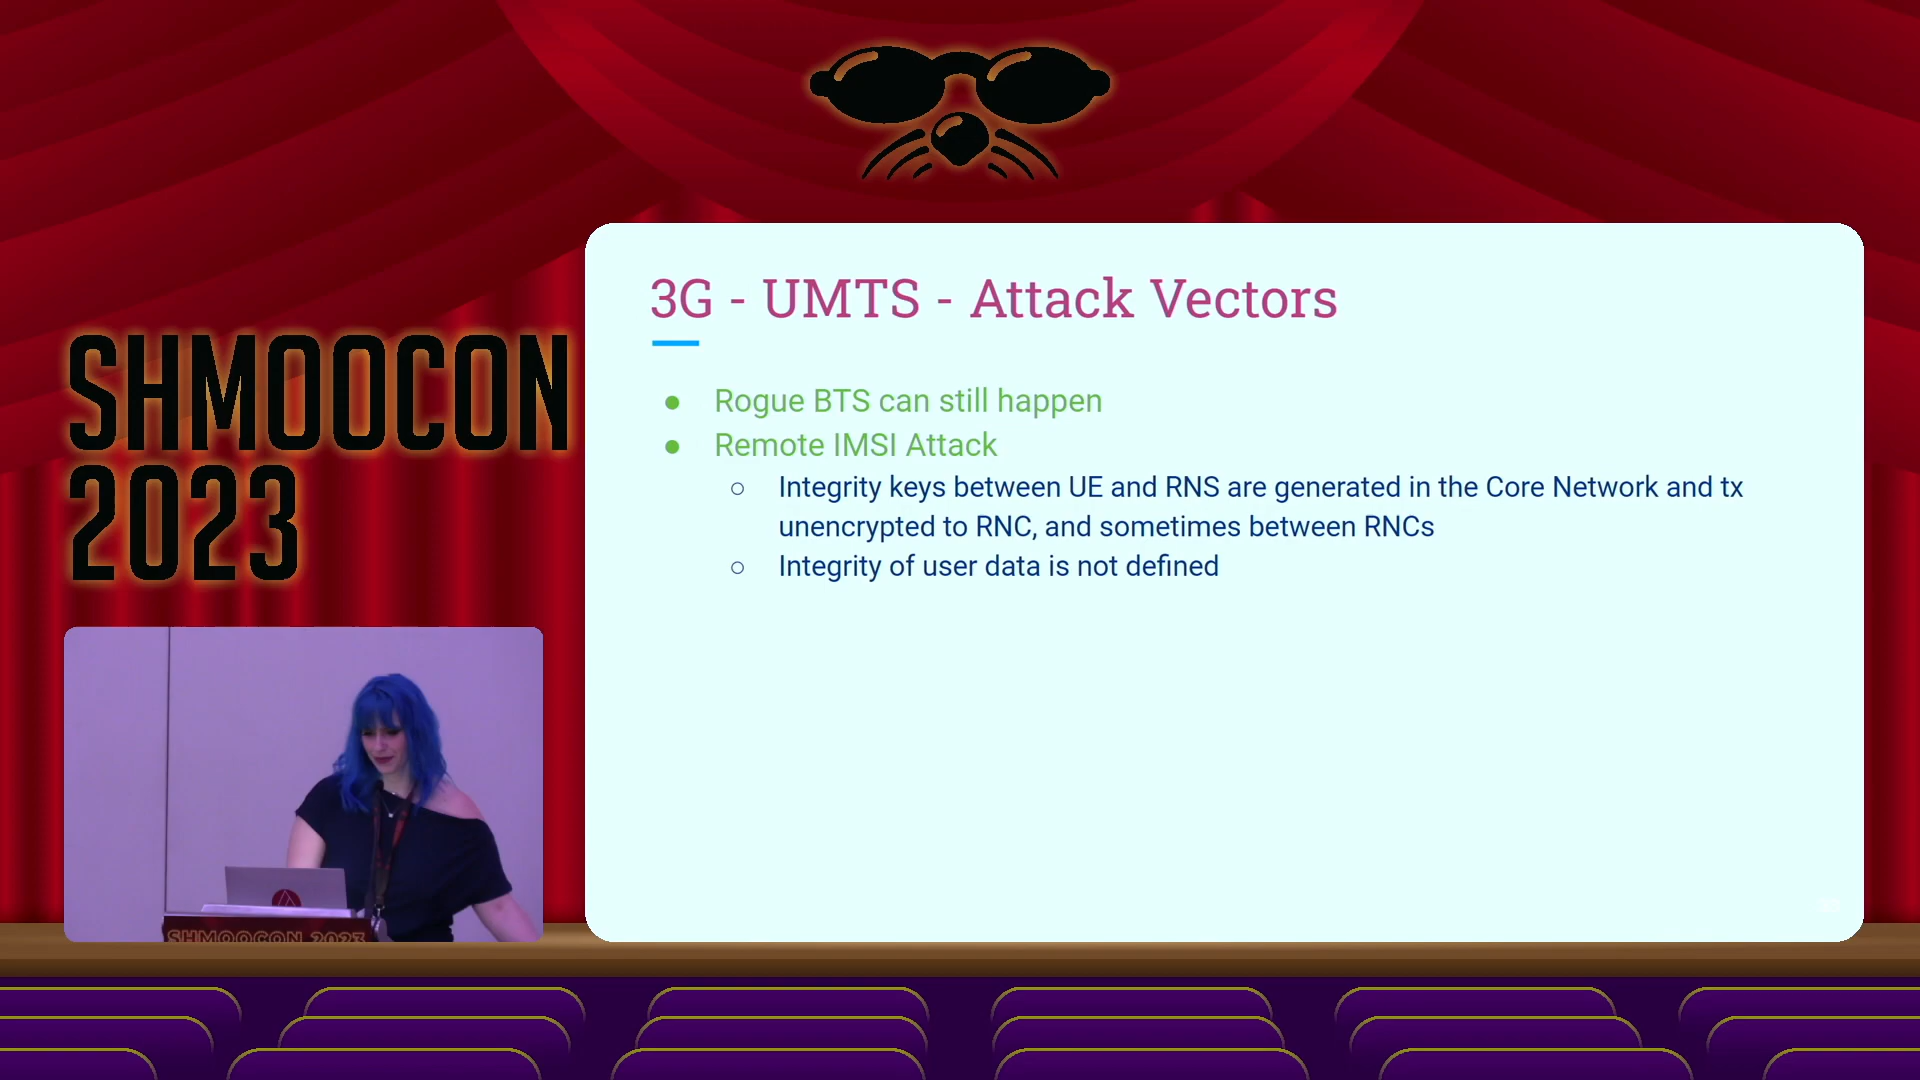 SHMOOCON
2023
3G - UMTS - Attack Vectors
● Rogue BTS can still happen
● Remote IMSI Attack
○ Integrity keys between UE and RNS are generated in the Core Network and tx
unencrypted to RNC, and sometimes between RNCs
○ Integrity of user data is not defined
SHMOOCON 2023